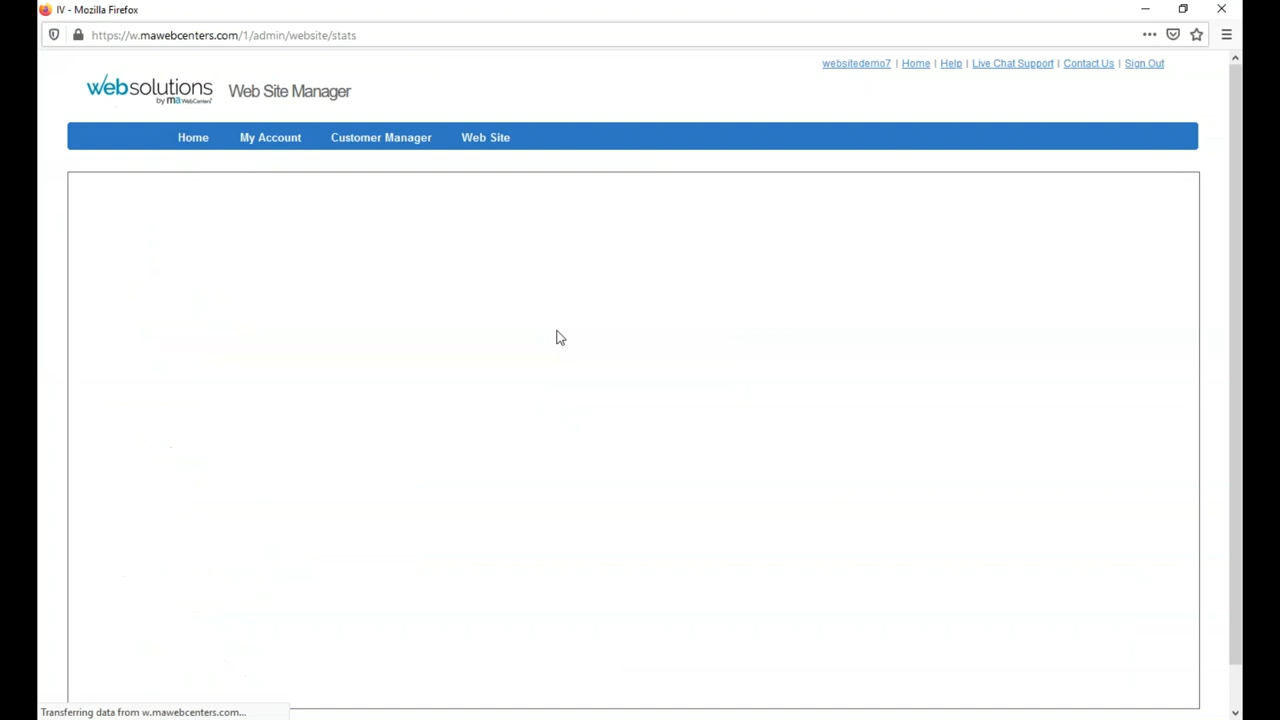 IV - Mozilla Firefox
https://w.mawebcenters.com/1/admin/website/stats
websitedemo7 | Home | Help | Live Chat Support | Contact Us | Sign Out
websolutions
by ma WebCenters
Web Site Manager
Home My Account Customer Manager Web Site
Transferring data from w.mawebcenters.com...